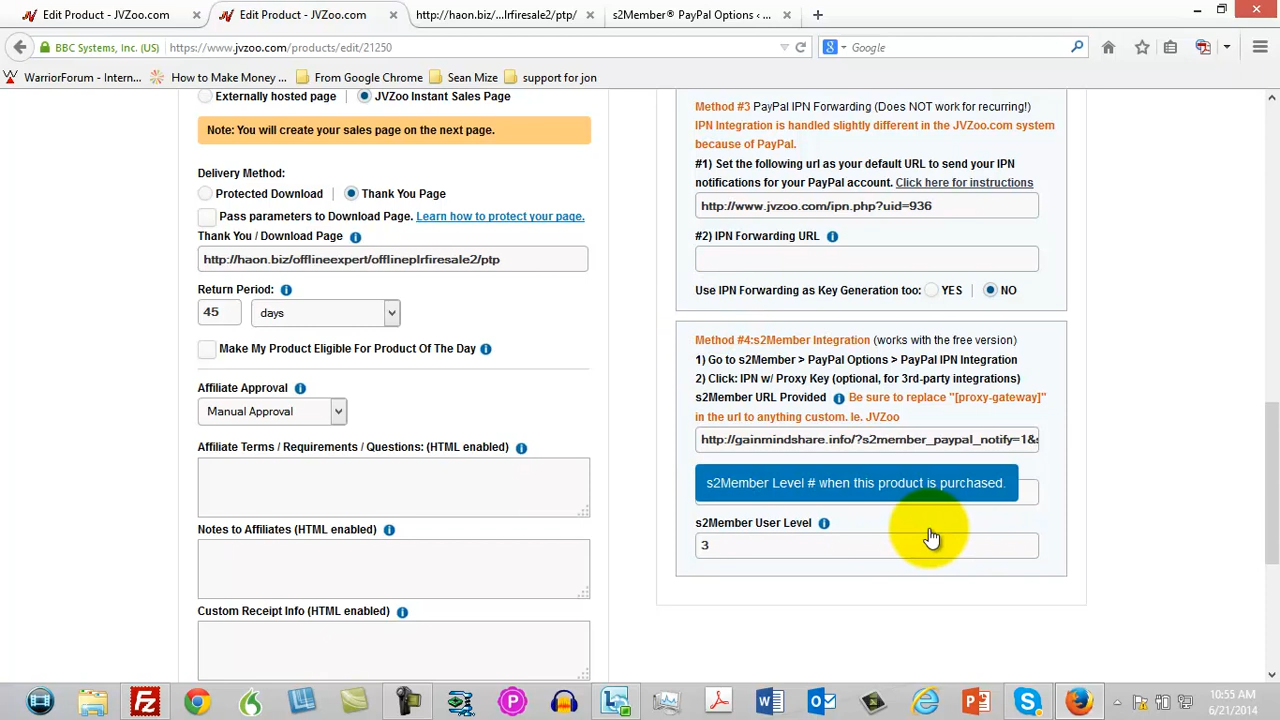 Edit Product - JVZoo.com ×
Edit Product - JVZoo.com ×
http://haon.biz/...lrfiresale2/ptp/ ×
s2Member® PayPal Options ‹ ... ×
BBC Systems, Inc. (US)
https://www.jvzoo.com/products/edit/21250
Google
WarriorForum - Intern...
How to Make Money ...
From Google Chrome
Sean Mize
support for jon
Externally hosted page | JVZoo Instant Sales Page
Note: You will create your sales page on the next page.
Delivery Method:
Protected Download | Thank You Page
Pass parameters to Download Page. Learn how to protect your page.
Thank You / Download Page
http://haon.biz/offlineexpert/offlineplrfiresale2/ptp
Return Period:
45 days
Make My Product Eligible For Product Of The Day
Affiliate Approval
Manual Approval
Affiliate Terms / Requirements / Questions: (HTML enabled)
Notes to Affiliates (HTML enabled)
Custom Receipt Info (HTML enabled)
Method #3 PayPal IPN Forwarding (Does NOT work for recurring!)
IPN Integration is handled slightly different in the JVZoo.com system
because of PayPal.
#1) Set the following url as your default URL to send your IPN
notifications for your PayPal account. Click here for instructions
http://www.jvzoo.com/ipn.php?uid=936
#2) IPN Forwarding URL
Use IPN Forwarding as Key Generation too: YES | NO
Method #4:s2Member Integration (works with the free version)
1) Go to s2Member > PayPal Options > PayPal IPN Integration
2) Click: IPN w/ Proxy Key (optional, for 3rd-party integrations)
s2Member URL Provided Be sure to replace "[proxy-gateway]"
in the url to anything custom. ie. JVZoo
http://gainmindshare.info/?s2member_paypal_notify=1&s
s2Member Level # when this product is purchased.
s2Member User Level
3
10:55 AM
6/21/2014